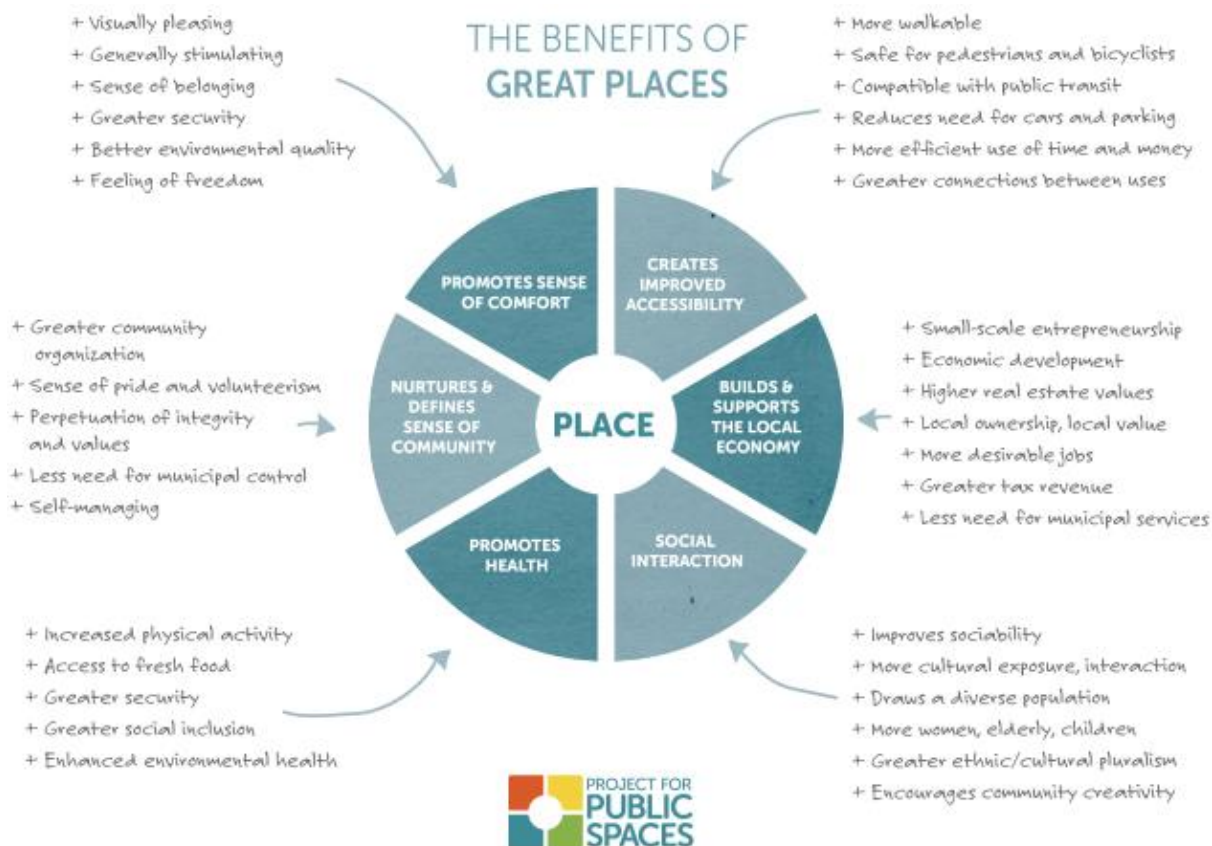 THE BENEFITS OF
GREAT PLACES
+ Visually pleasing
+ Generally stimulating
+ Sense of belonging
+ Greater security
+ Better environmental quality
+ Feeling of freedom
+ More walkable
+ Safe for pedestrians and bicyclists
+ Compatible with public transit
+ Reduces need for cars and parking
+ More efficient use of time and money
+ Greater connections between uses
PROMOTES SENSE
OF COMFORT
CREATES
IMPROVED
ACCESSIBILITY
+ Greater community
organization
+ Sense of pride and volunteerism
+ Perpetuation of integrity
and values
+ Less need for municipal control
+ Self-managing
NURTURES &
DEFINES
SENSE OF
COMMUNITY
PLACE
BUILDS &
SUPPORTS
THE LOCAL
ECONOMY
+ Small-scale entrepreneurship
+ Economic development
+ Higher real estate values
+ Local ownership, local value
+ More desirable jobs
+ Greater tax revenue
+ Less need for municipal services
PROMOTES
HEALTH
SOCIAL
INTERACTION
+ Increased physical activity
+ Access to fresh food
+ Greater security
+ Greater social inclusion
+ Enhanced environmental health
+ Improves sociability
+ More cultural exposure, interaction
+ Draws a diverse population
+ More women, elderly, children
+ Greater ethnic/cultural pluralism
+ Encourages community creativity
PROJECT FOR
PUBLIC
SPACES